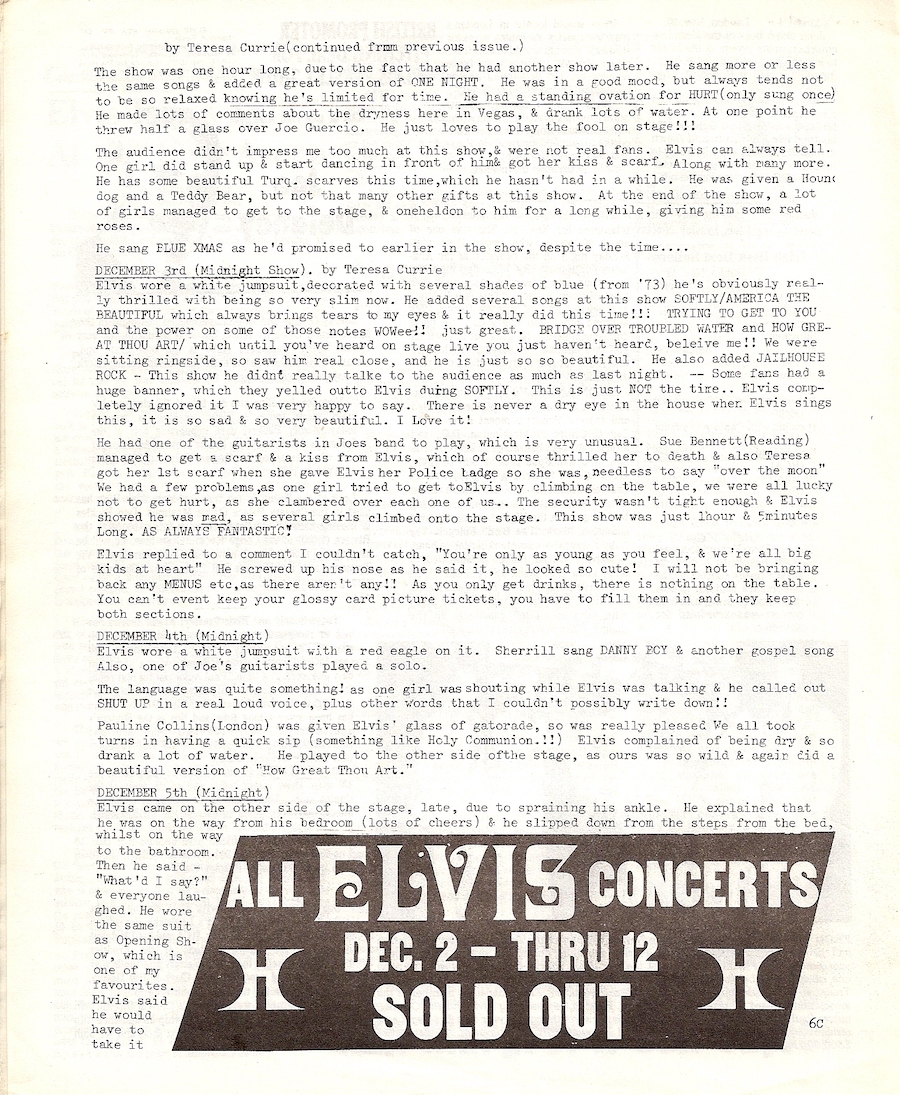 by Teresa Currie(continued frmm previous issue.)
The show was one hour long, dueto the fact that he had another show later. He sang more or less
the same songs & added a great version of ONE NIGHT. He was in a good mood, but always tends not
to be so relaxed knowing he's limited for time. He had a standing ovation for HURT(only sung once)
He made lots of comments about the dryness here in Vegas, & drank lots of water. At one point he
threw half a glass over Joe Guercio. He just loves to play the fool on stage!!!
The audience didn't impress me too much at this show,& were not real fans. Elvis can always tell.
One girl did stand up & start dancing in front of him& got her kiss & scarf. Along with many more.
He has some beautiful Turq. scarves this time,which he hasn't had in a while. He was given a Hound
dog and a Teddy Bear, but not that many other gifts at this show. At the end of the show, a lot
of girls managed to get to the stage, & oneheldon to him for a long while, giving him some red
roses.
He sang BLUE XMAS as he'd promised to earlier in the show, despite the time....
DECEMBER 3rd (Midnight Show). by Teresa Currie
Elvis wore a white jumpsuit,decorated with several shades of blue (from '73) he's obviously real-
ly thrilled with being so very slim now. He added several songs at this show SOFTLY/AMERICA THE
BEAUTIFUL which always brings tears to my eyes & it really did this time!!! TRYING TO GET TO YOU
and the power on some of those notes WOWee!! just great. BRIDGE OVER TROUBLED WATER and HOW GRE-
AT THOU ART/ which until you've heard on stage live you just haven't heard, beleive me!! We were
sitting ringside, so saw him real close, and he is just so so beautiful. He also added JAILHOUSE
ROCK - This show he didnt really talke to the audience as much as last night. -- Some fans had a
huge banner, which they yelled outto Elvis during SOFTLY. This is just NOT the time.. Elvis comp-
letely ignored it I was very happy to say. There is never a dry eye in the house when Elvis sings
this, it is so sad & so very beautiful. I Love it!
He had one of the guitarists in Joes band to play, which is very unusual. Sue Bennett(Reading)
managed to get a scarf & a kiss from Elvis, which of course thrilled her to death & also Teresa
got her 1st scarf when she gave Elvis her Police badge so she was, needless to say "over the moon"
We had a few problems,as one girl tried to get toElvis by climbing on the table, we were all lucky
not to get hurt, as she clambered over each one of us... The security wasn't tight enough & Elvis
showed he was mad, as several girls climbed onto the stage. This show was just 1hour & 5minutes
Long. AS ALWAYS FANTASTIC!
Elvis replied to a comment I couldn't catch, "You're only as young as you feel, & we're all big
kids at heart" He screwed up his nose as he said it, he looked so cute! I will not be bringing
back any MENUS etc,as there aren't any!! As you only get drinks, there is nothing on the table.
You can't event keep your glossy card picture tickets, you have to fill them in and they keep
both sections.
DECEMBER 4th (Midnight)
Elvis wore a white jumpsuit with a red eagle on it. Sherrill sang DANNY BOY & another gospel song
Also, one of Joe's guitarists played a solo.
The language was quite something! as one girl was shouting while Elvis was talking & he called out
SHUT UP in a real loud voice, plus other words that I couldn't possibly write down!!
Pauline Collins(London) was given Elvis' glass of gatorade, so was really pleased We all took
turns in having a quick sip (something like Holy Communion.!!) Elvis complained of being dry & so
drank a lot of water. He played to the other side ofthe stage, as ours was so wild & again did a
beautiful version of "How Great Thou Art."
DECEMBER 5th (Midnight)
Elvis came on the other side of the stage, late, due to spraining his ankle. He explained that
he was on the way from his bedroom (lots of cheers) & he slipped down from the steps from the bed,
whilst on the way
to the bathroom.
Then he said -
"What'd I say?"
& everyone lau-
ghed. He wore
the same suit
as Opening Sh-
ow, which is
one of my
favourites.
Elvis said
he would
have to
take it
ALL ELVIS CONCERTS
DEC. 2 - THRU 12
H H
SOLD OUT
60